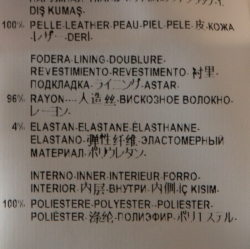 DIŞ KUMAŞ
100% PELLE-LEATHER-PEAU-PIEL-PELE-皮-КОЖА
-レザー-DERİ-
FODERA-LINING-DOUBLURE-
REVESTIMIENTO-REVESTIMENTO-衬里-
ПОДКЛАДКА-ライニング-ASTAR-
96% RAYON---人造丝-ВИСКОЗНОЕ ВОЛОКНО-
レーヨン-
4% ELASTAN-ELASTANE-ÉLASTHANNE-
ELASTANO-弹性纤维-ЭЛАСТОМЕРНЫЙ
МАТЕРИАЛ-ポリウレタン-
INTERNO-INNER-INTERIEUR-FORRO-
INTERIOR-内层-ВНУТРИ-内側-İÇ KISIM-
100% POLIESTERE-POLYESTER--POLIESTER-
POLIÉSTER-涤纶-ПОЛИЭФИР-ポリエステル-